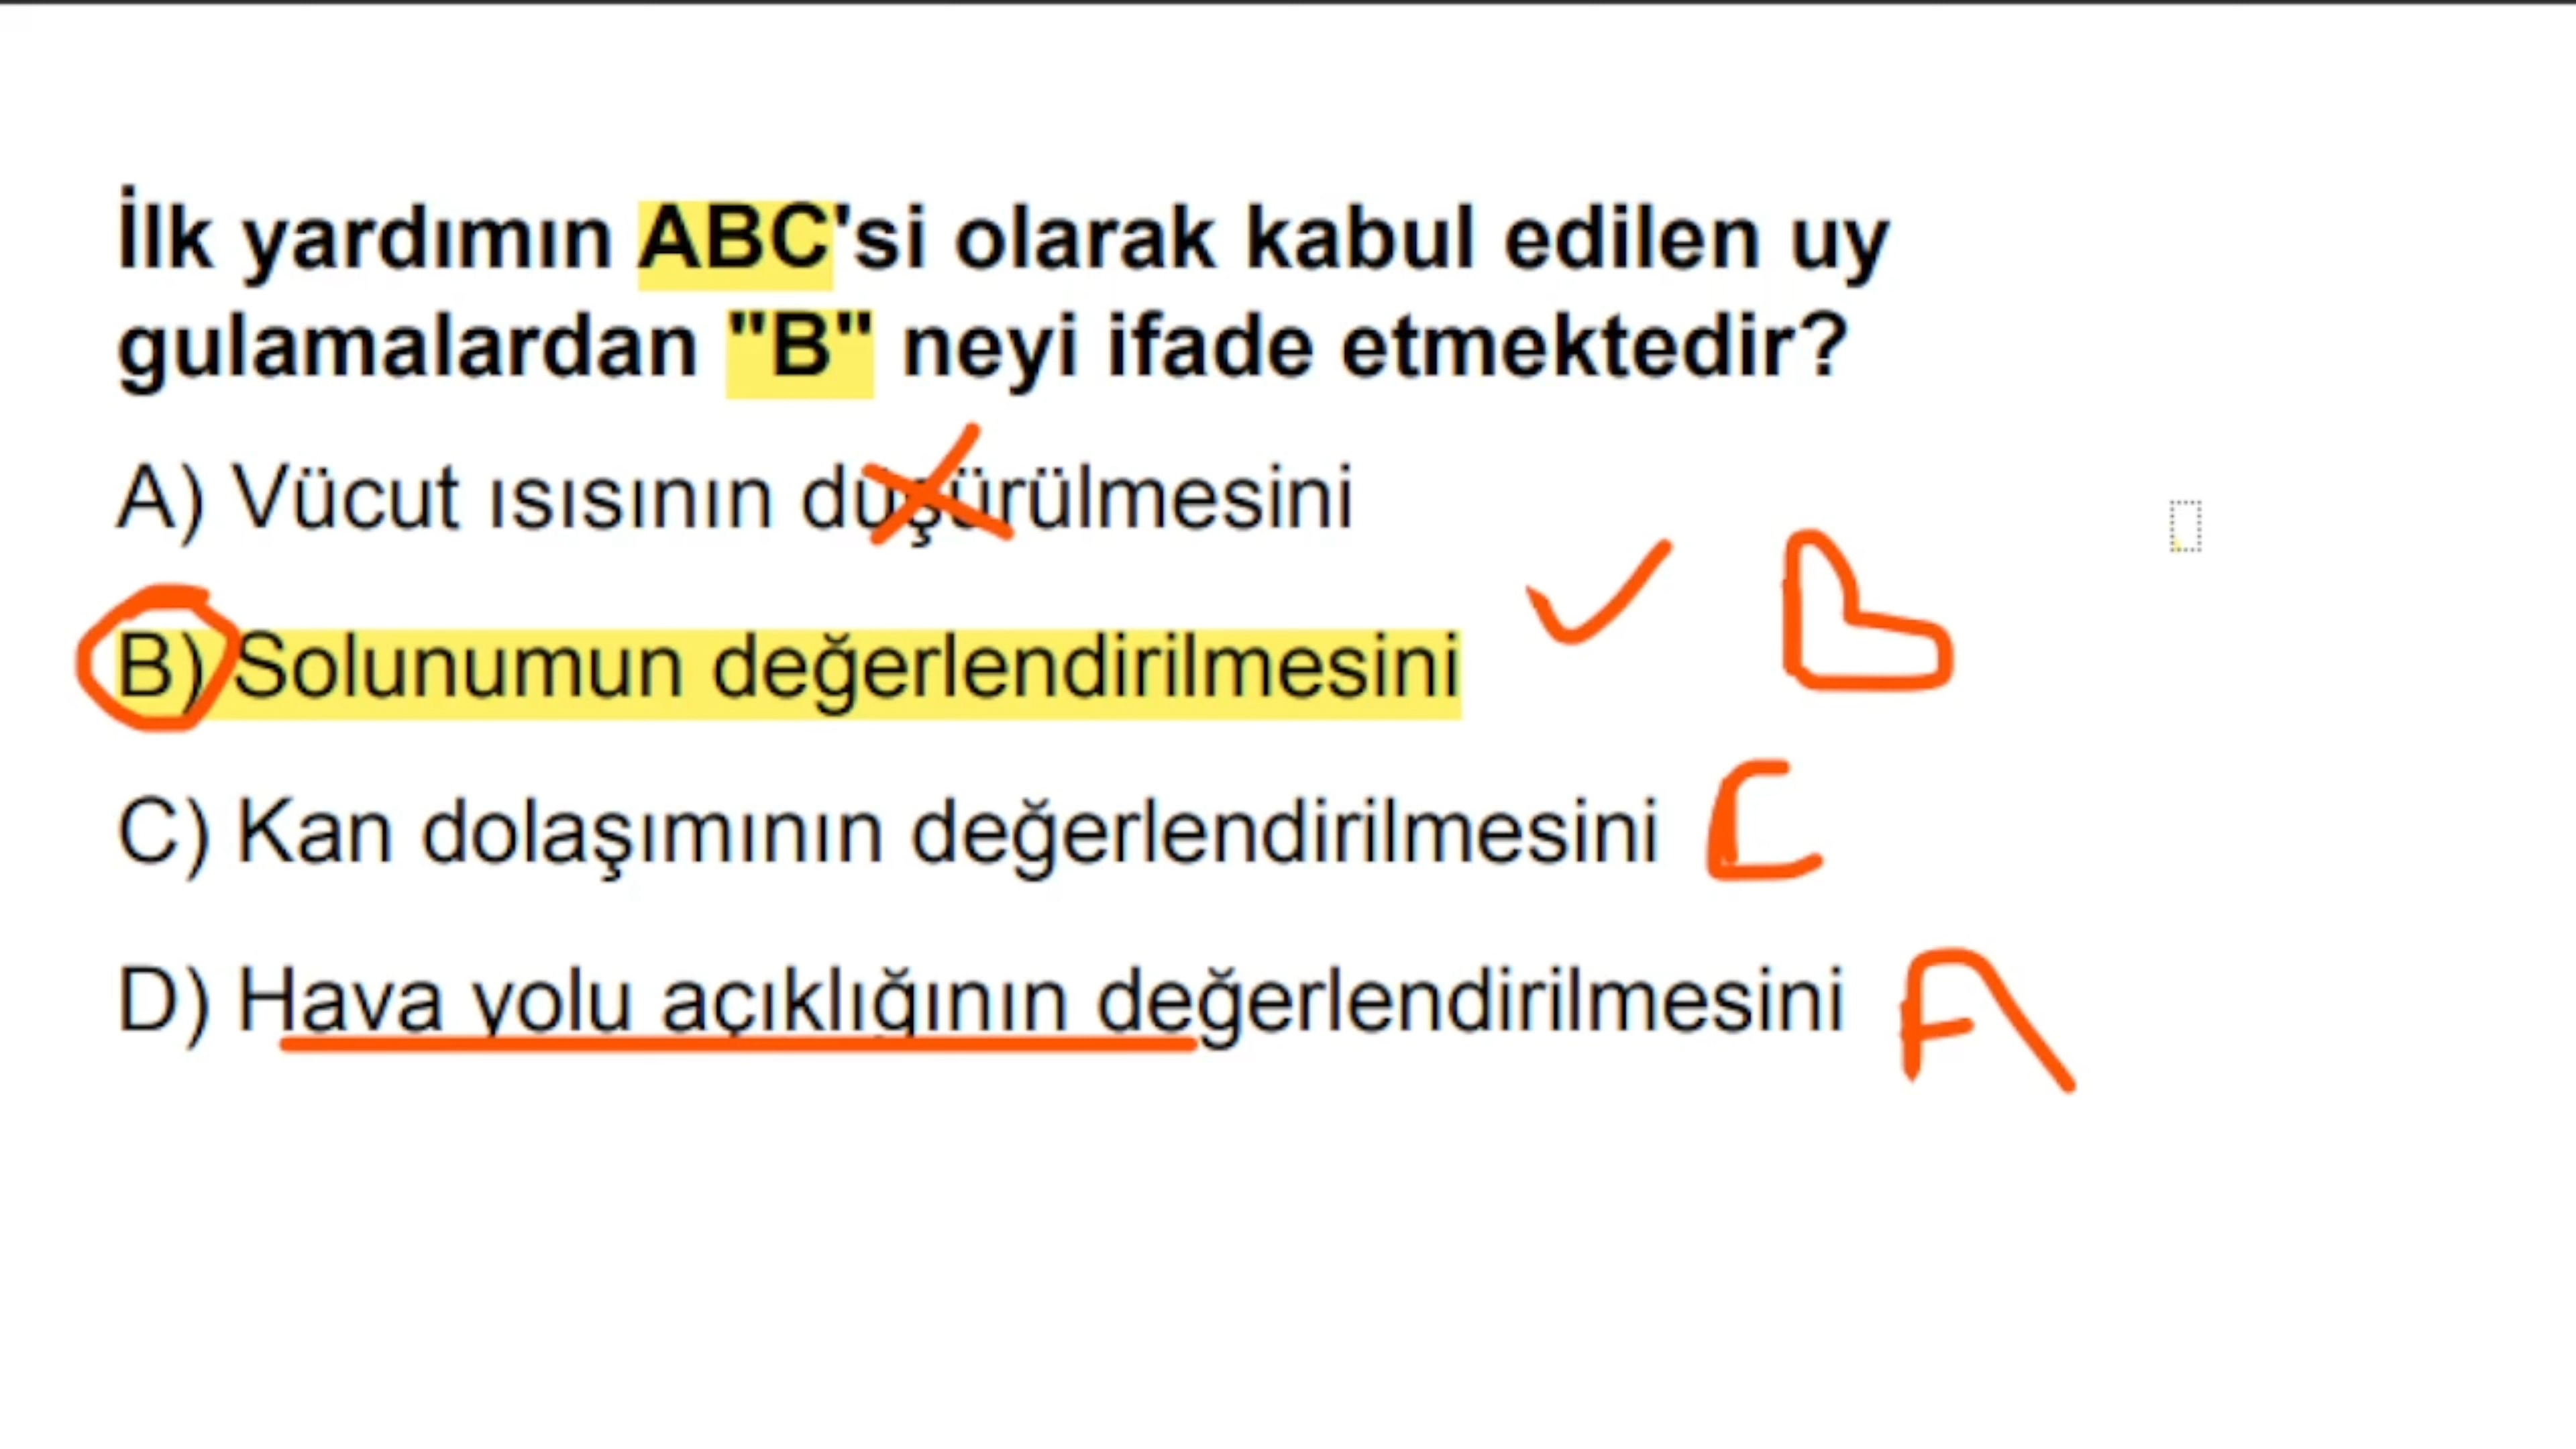 İlk yardımın ABC'si olarak kabul edilen uy
gulamalardan "B" neyi ifade etmektedir?
A) Vücut ısısının düşürülmesini
B) Solunumun değerlendirilmesini B
C) Kan dolaşımının değerlendirilmesini C
D) Hava yolu açıklığının değerlendirilmesini A